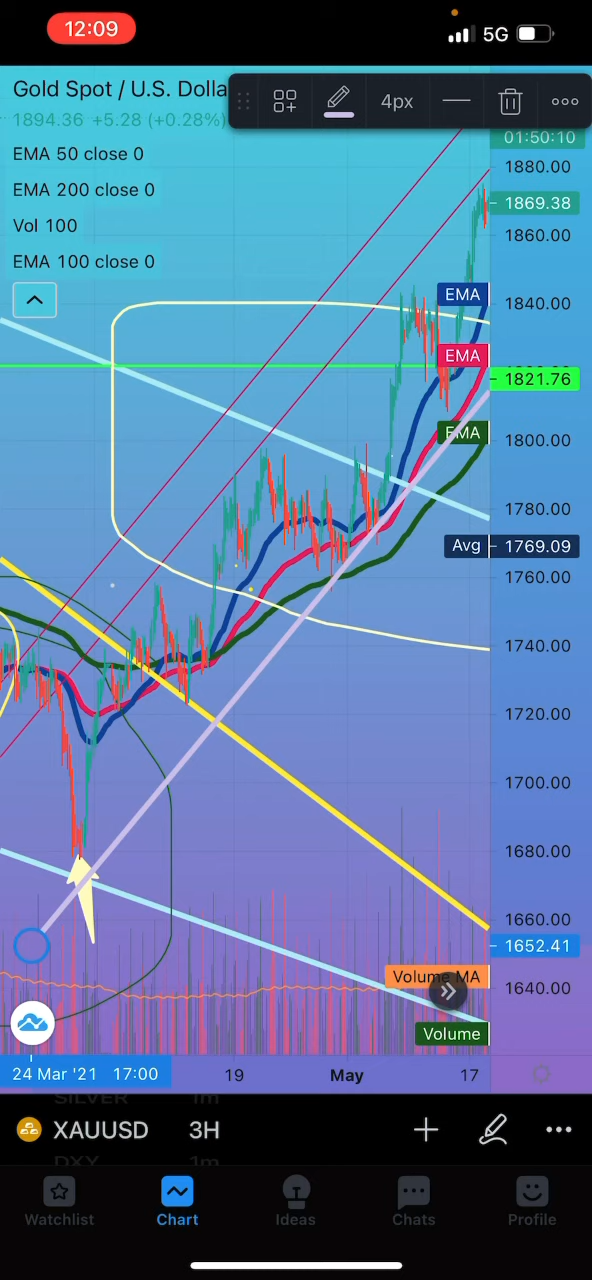 12:09
5G
Gold Spot / U.S. Dolla
4px
1894.36 +5.28 (+0.28%)
01:50:10
EMA 50 close 0
1880.00
EMA 200 close 0
1869.38
Vol 100
1860.00
EMA 100 close 0
EMA
1840.00
EMA
1821.76
EMA
1800.00
1780.00
Avg
1769.09
1760.00
1740.00
1720.00
1700.00
1680.00
1660.00
1652.41
Volume MA
1640.00
Volume
24 Mar '21 17:00
19
May
17
SILVER 1m
XAUUSD 3H
DXY 1m
Watchlist
Chart
Ideas
Chats
Profile